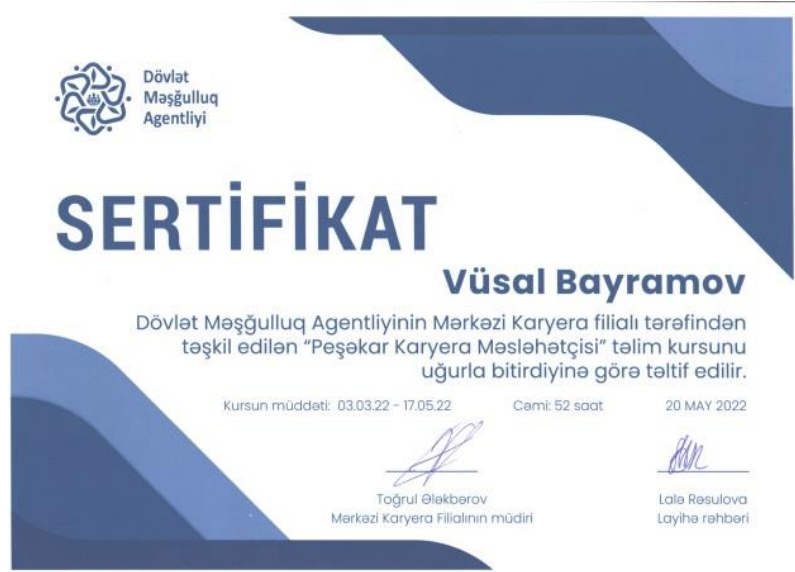 Dövlət
Məşğulluq
Agentliyi
SERTİFİKAT
Vüsal Bayramov
Dövlət Məşğulluq Agentliyinin Mərkəzi Karyera filialı tərəfindən
təşkil edilən “Peşəkar Karyera Məsləhətçisi” təlim kursunu
uğurla bitirdiyinə görə təltif edilir.
Kursun müddəti: 03.03.22 - 17.05.22 Cəmi: 52 saat 20 MAY 2022
Toğrul Ələkbərov Lalə Rəsulova
Mərkəzi Karyera Filialının müdiri Layihə rəhbəri